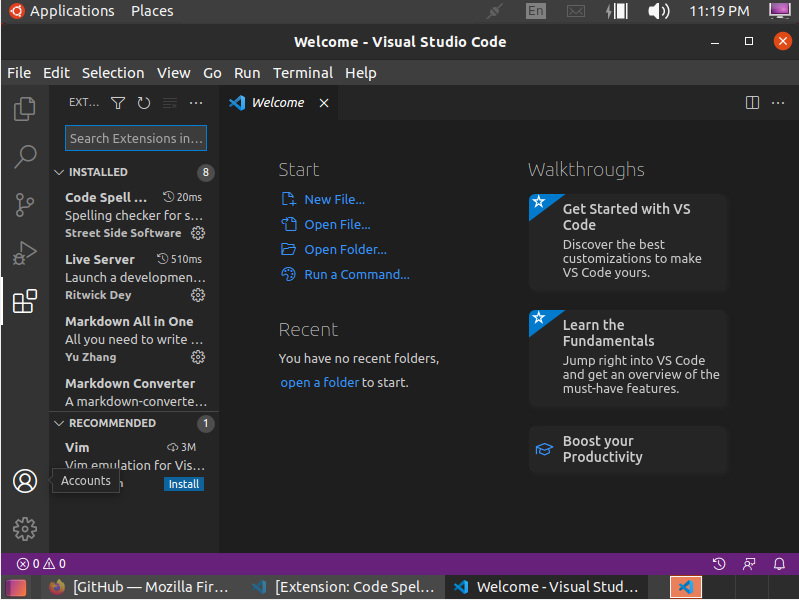 Applications Places En 11:19 PM
Welcome - Visual Studio Code
File Edit Selection View Go Run Terminal Help
EXT... Welcome
Search Extensions in...
INSTALLED 8
Code Spell ... 20ms
Spelling checker for s...
Street Side Software
Live Server 510ms
Launch a developmen...
Ritwick Dey
Markdown All in One
All you need to write ...
Yu Zhang
Markdown Converter
A markdown-converte...
RECOMMENDED 1
Vim 3M
Vim emulation for Vis...
Install
Accounts
Start
New File...
Open File...
Open Folder...
Run a Command...
Recent
You have no recent folders,
open a folder to start.
Walkthroughs
Get Started with VS
Code
Discover the best
customizations to make
VS Code yours.
Learn the
Fundamentals
Jump right into VS Code
and get an overview of the
must-have features.
Boost your
Productivity
0 0
[GitHub — Mozilla Fir... [Extension: Code Spel... Welcome - Visual Stud...